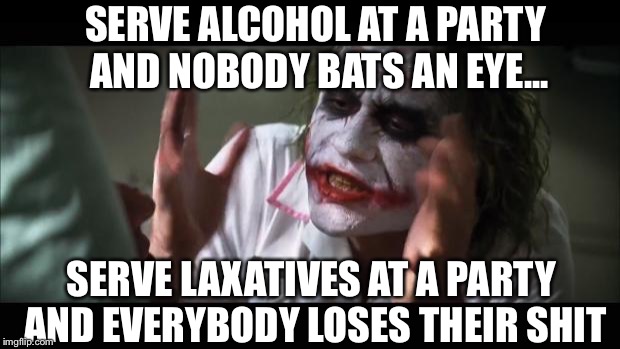 SERVE ALCOHOL AT A PARTY
AND NOBODY BATS AN EYE...
SERVE LAXATIVES AT A PARTY
AND EVERYBODY LOSES THEIR SHIT
imgflip.com